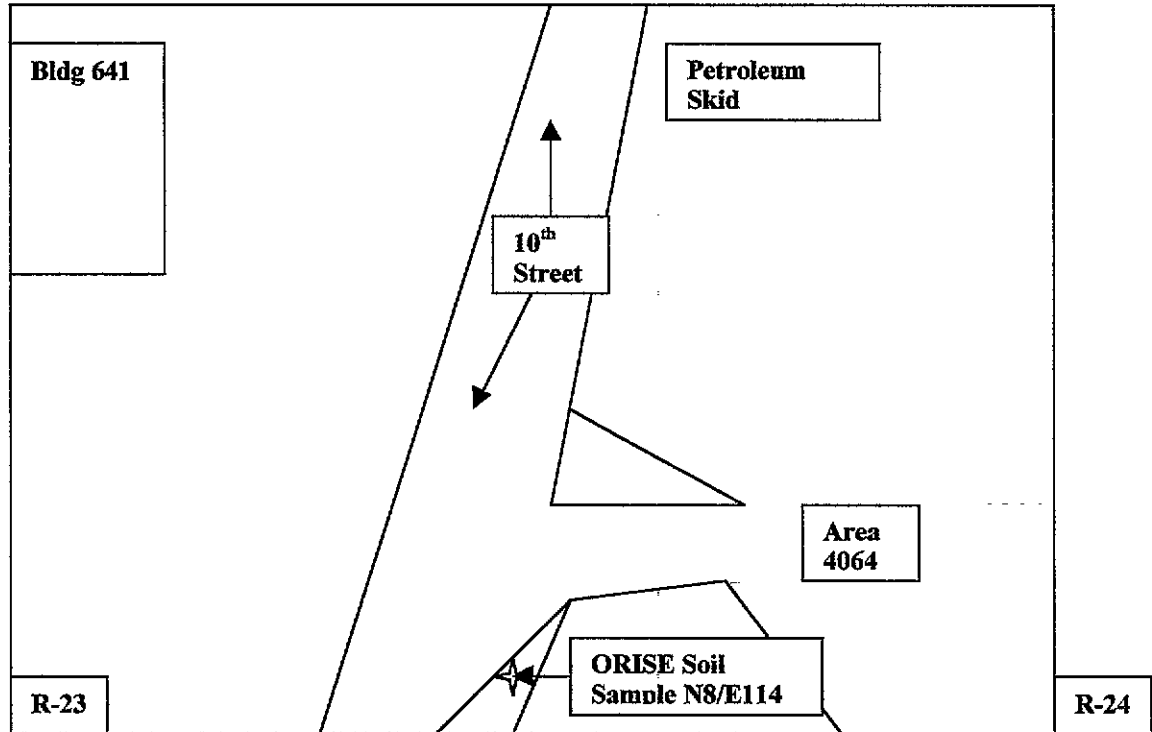 Bldg 641
Petroleum
Skid
10th
Street
Area
4064
ORISE Soil
Sample N8/E114
R-23
R-24